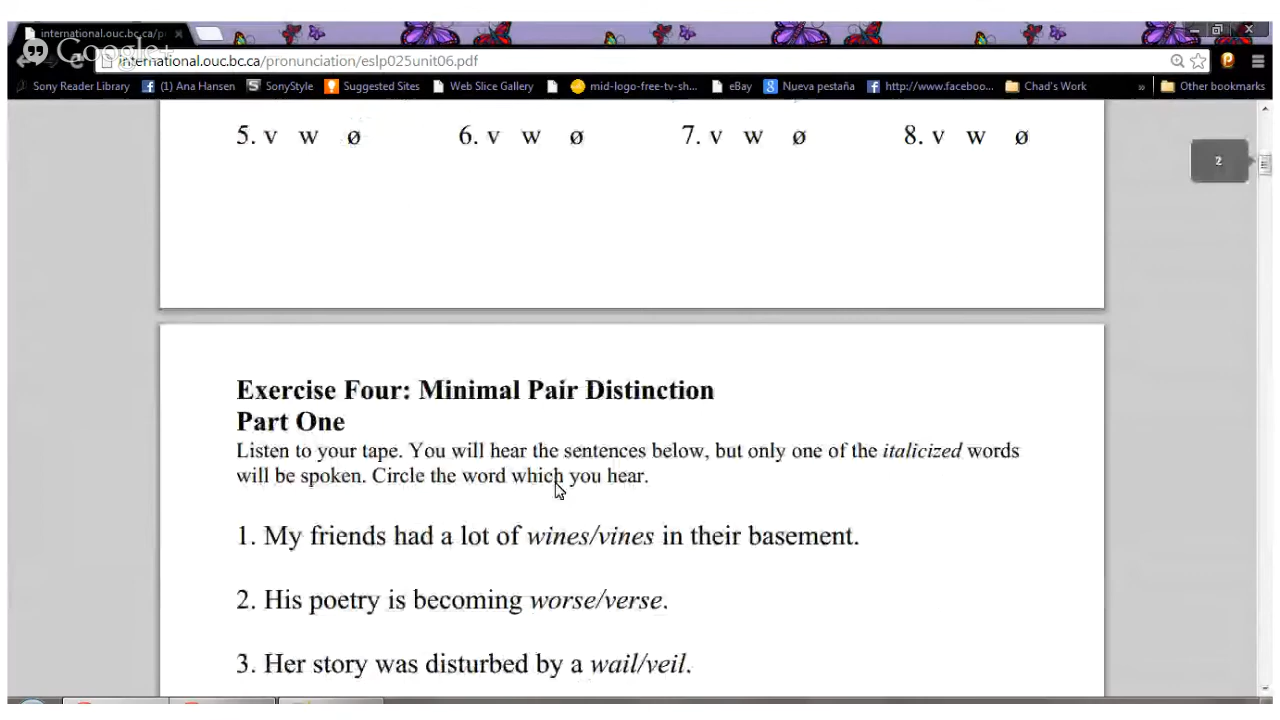 international.ouc.bc.ca/p
Google+
international.ouc.bc.ca/pronunciation/eslp025unit06.pdf
Sony Reader Library (1) Ana Hansen SonyStyle Suggested Sites Web Slice Gallery mid-logo-free-tv-sh... eBay Nueva pestaña http://www.faceboo... Chad's Work » Other bookmarks
5. v w ø 6. v w ø 7. v w ø 8. v w ø
2
Exercise Four: Minimal Pair Distinction
Part One
Listen to your tape. You will hear the sentences below, but only one of the italicized words
will be spoken. Circle the word which you hear.
1. My friends had a lot of wines/vines in their basement.
2. His poetry is becoming worse/verse.
3. Her story was disturbed by a wail/veil.